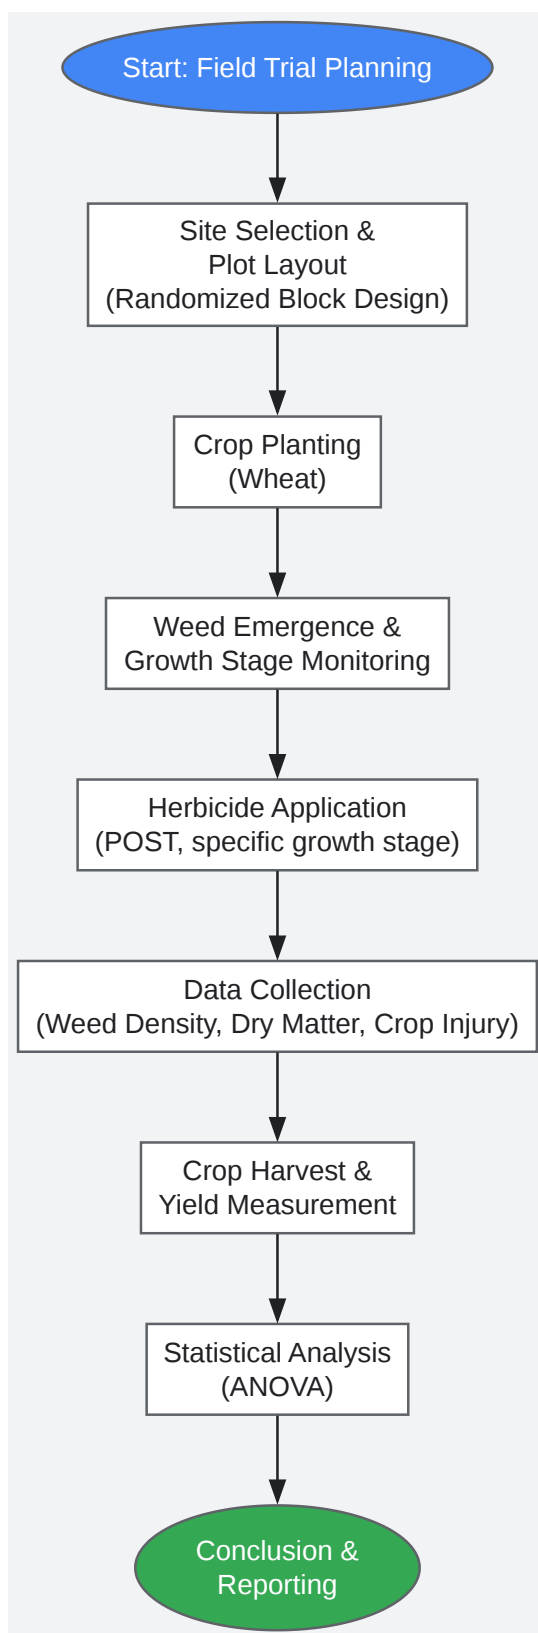 Start: Field Trial Planning
Site Selection &
Plot Layout
(Randomized Block Design)
Crop Planting
(Wheat)
Weed Emergence &
Growth Stage Monitoring
Herbicide Application
(POST, specific growth stage)
Data Collection
(Weed Density, Dry Matter, Crop Injury)
Crop Harvest &
Yield Measurement
Statistical Analysis
(ANOVA)
Conclusion &
Reporting